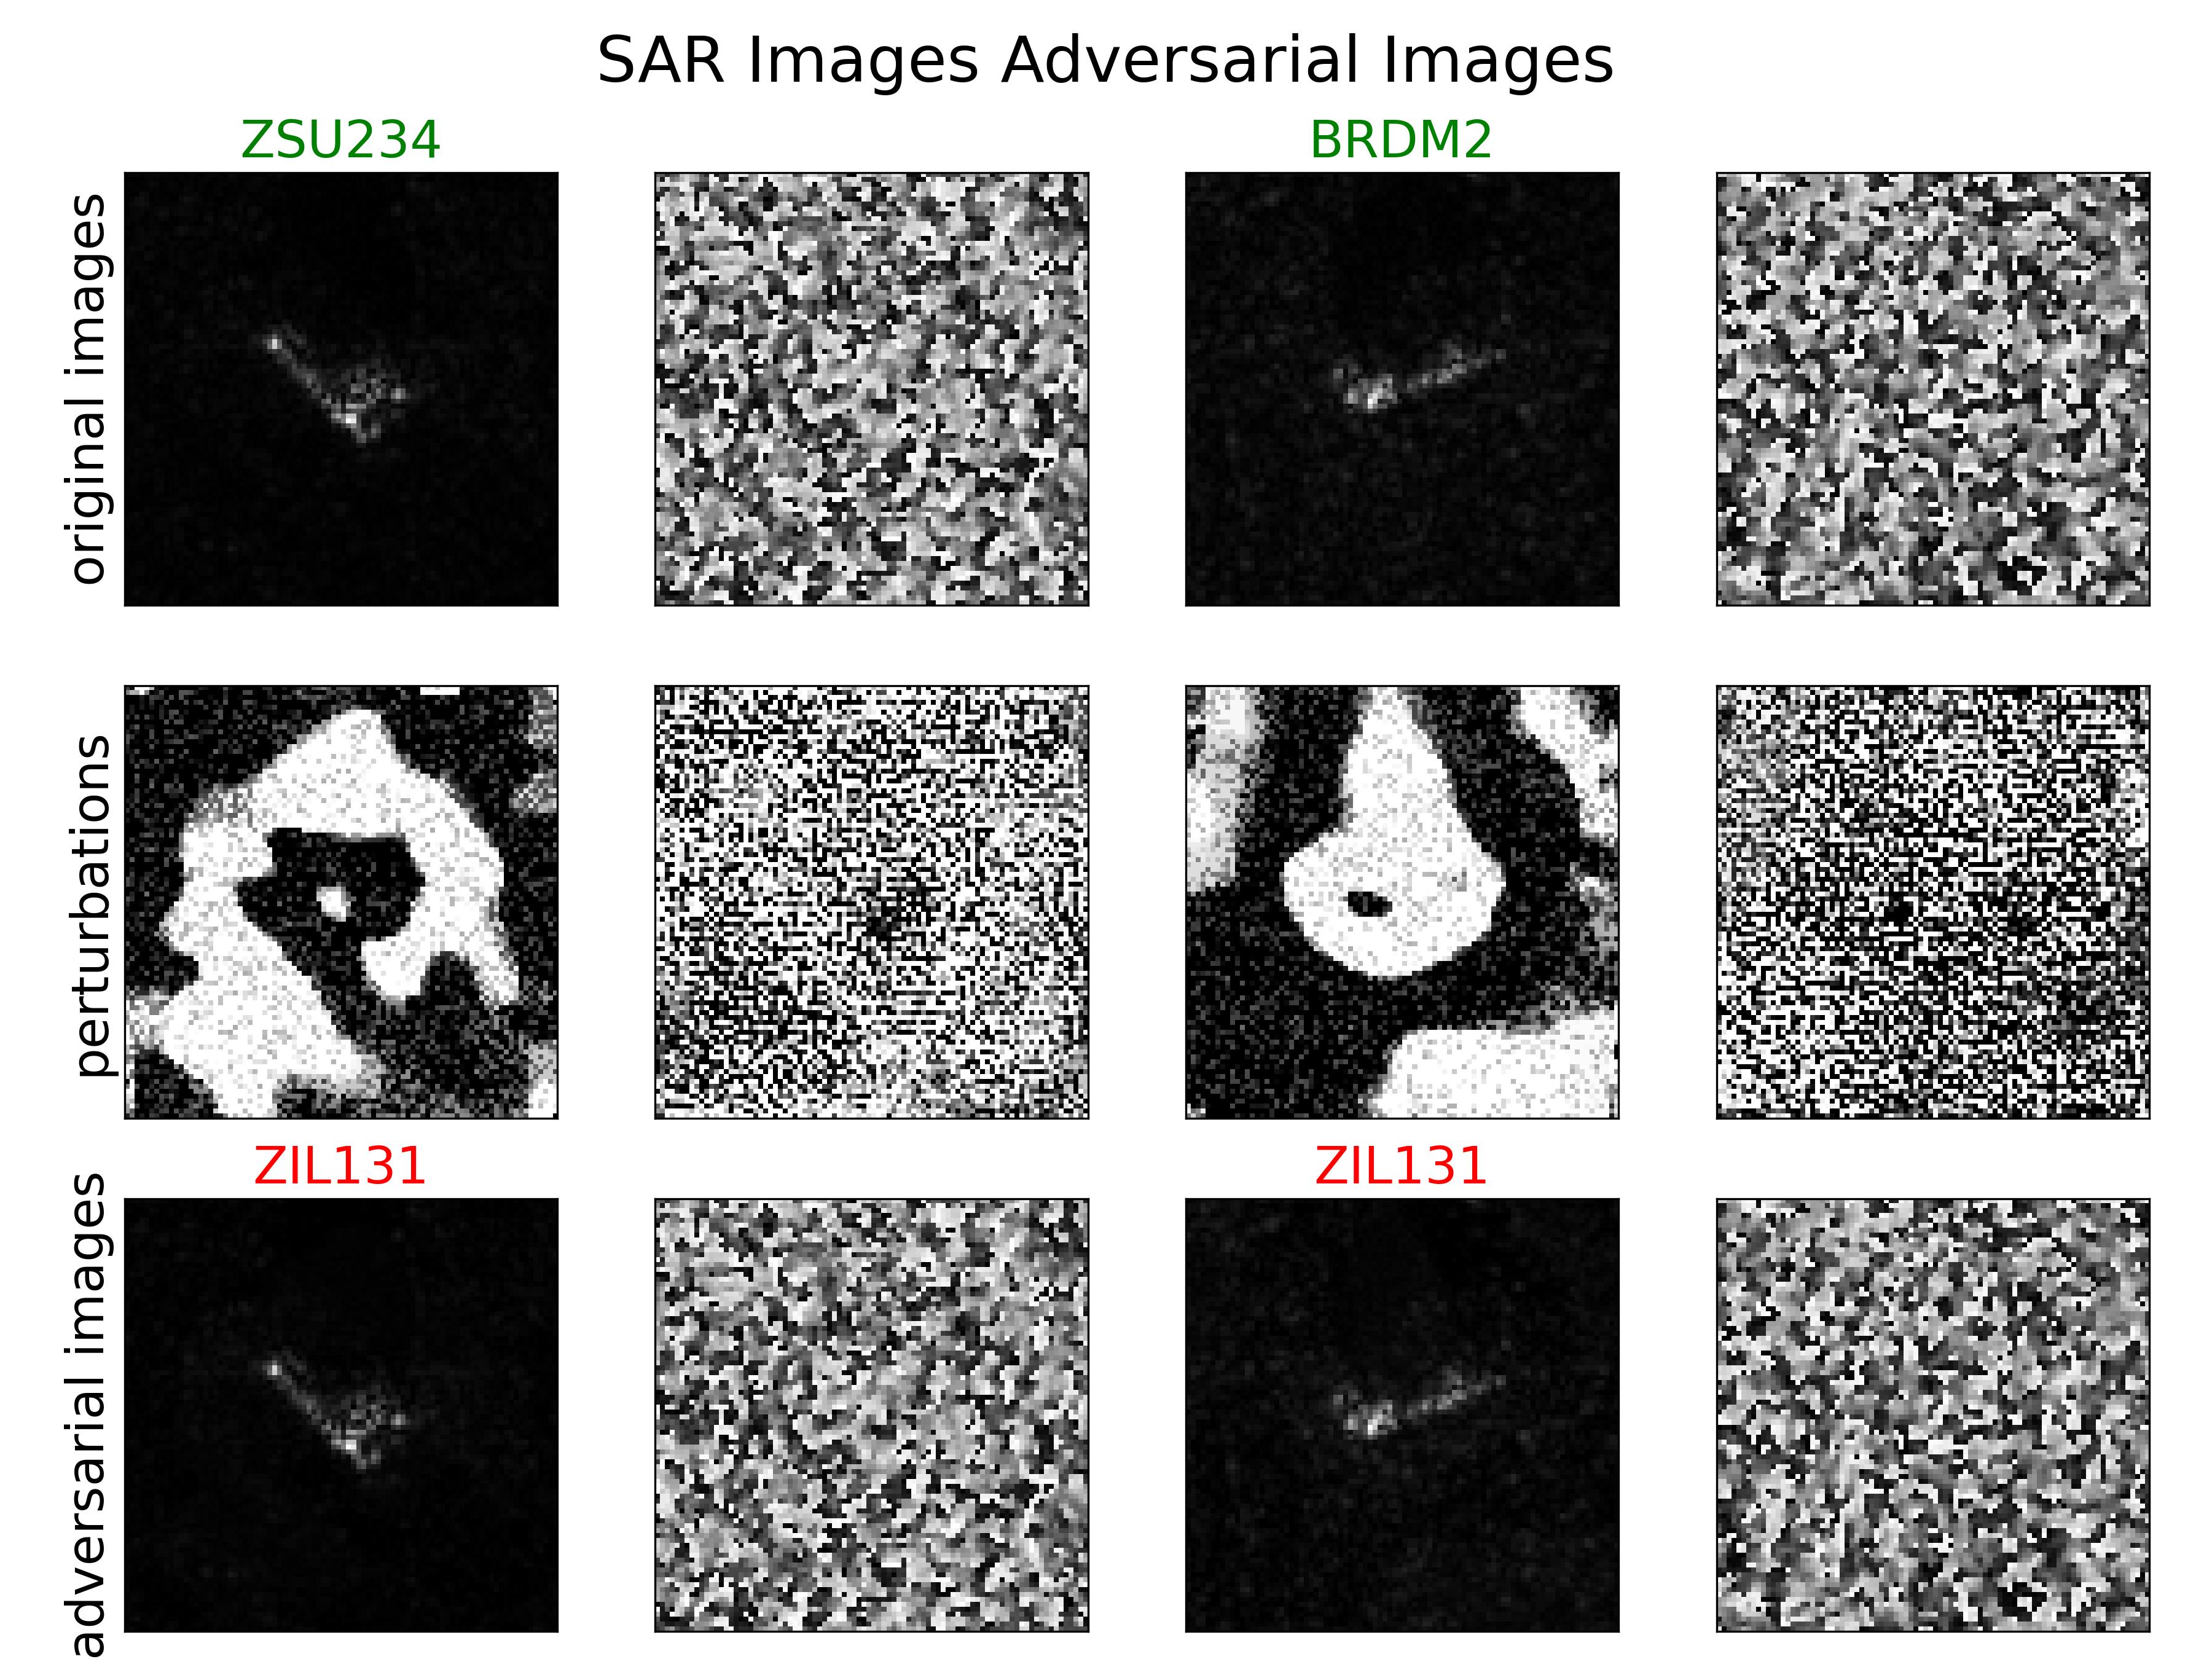 SAR Images Adversarial Images
ZSU234
BRDM2
original images
perturbations
ZIL131
ZIL131
adversarial images